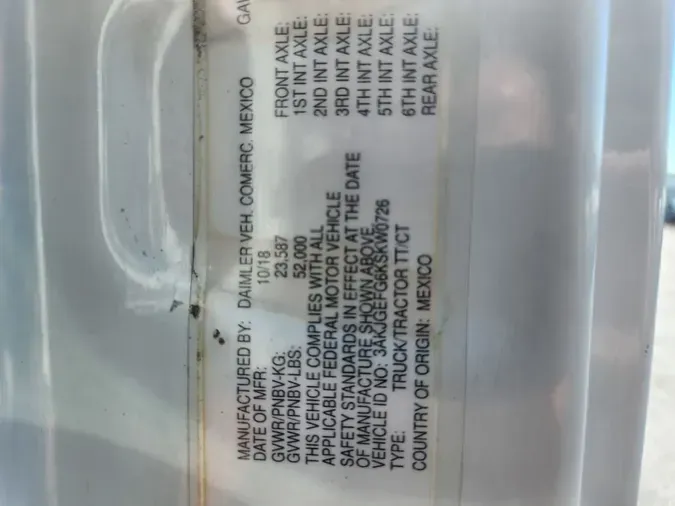 MANUFACTURED BY: DAIMLER VEH. COMERC. MEXICO
DATE OF MFR: 10/18
GVWR/PNBV-KG: 23,587
GVWR/PNBV-LBS: 52,000
THIS VEHICLE COMPLIES WITH ALL
APPLICABLE FEDERAL MOTOR VEHICLE
SAFETY STANDARDS IN EFFECT AT THE DATE
OF MANUFACTURE SHOWN ABOVE.
VEHICLE ID NO: 3AKJGEFG6KSKW0726
TYPE: TRUCK/TRACTOR TT/CT
COUNTRY OF ORIGIN: MEXICO
FRONT AXLE:
1ST INT AXLE:
2ND INT AXLE:
3RD INT AXLE:
4TH INT AXLE:
5TH INT AXLE:
6TH INT AXLE:
REAR AXLE: